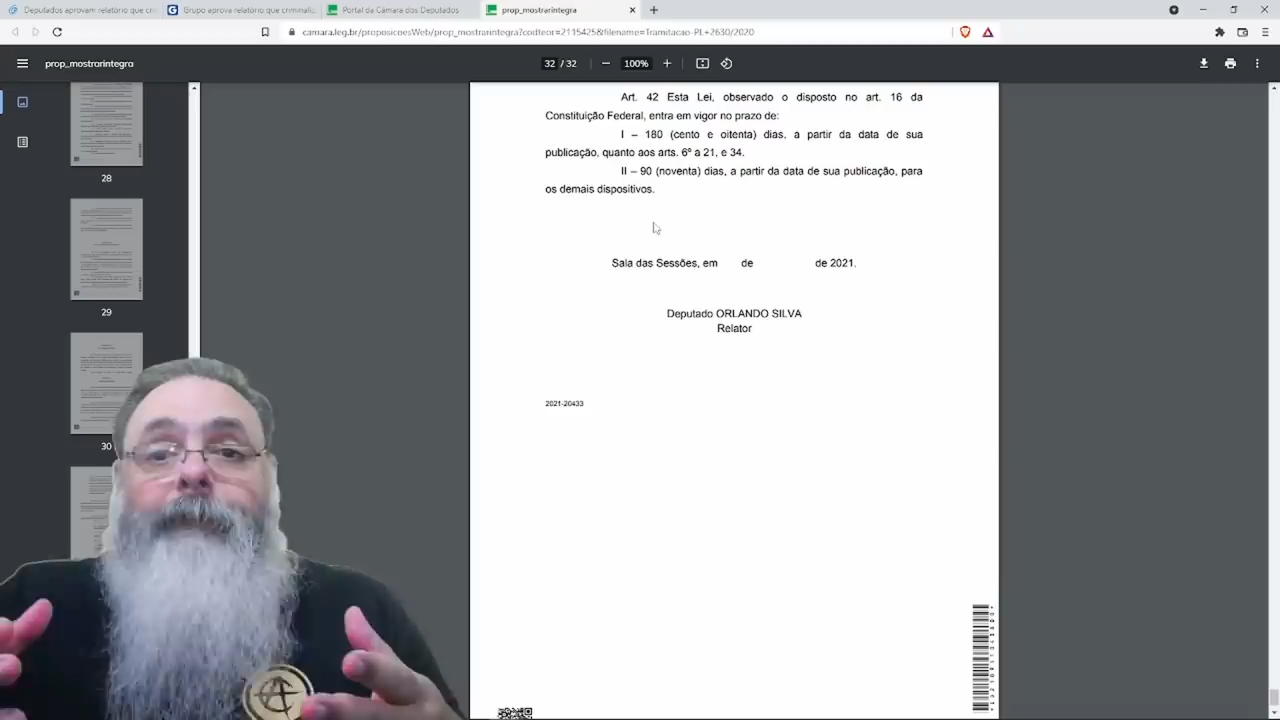 Deputados aprovam relatório que cri
Grupo aprova relatório que criminaliz
Portal da Câmara dos Deputados
prop_mostrarintegra
camara.leg.br/proposicoesWeb/prop_mostrarintegra?codteor=2115425&filename=Tramitacao-PL+2630/2020
prop_mostrarintegra
32 / 32
100%
Art. 42 Esta Lei, observado o disposto no art. 16 da
Constituição Federal, entra em vigor no prazo de:
I – 180 (cento e oitenta) dias, a partir da data de sua
publicação, quanto aos arts. 6º a 21, e 34.
II – 90 (noventa) dias, a partir da data de sua publicação, para
os demais dispositivos.
Sala das Sessões, em de de 2021.
Deputado ORLANDO SILVA
Relator
2021-20433
28
29
30